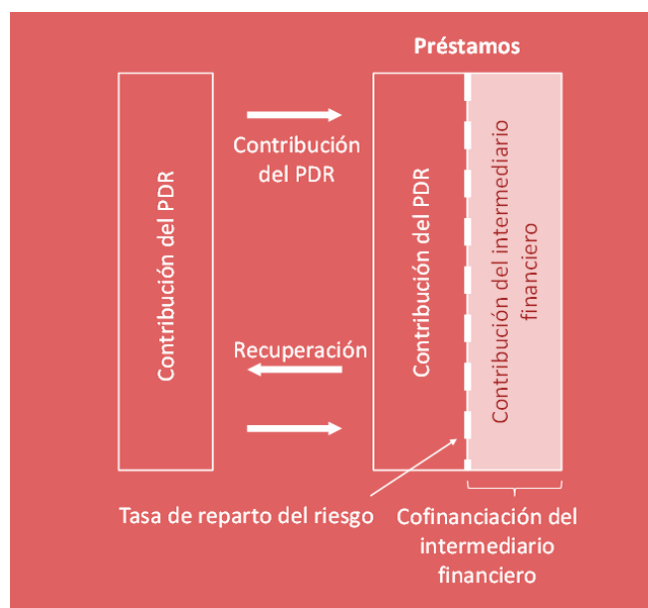 Préstamos
Contribución del PDR
Contribución
del PDR
Recuperación
Contribución del PDR
Contribución del intermediario
financiero
Tasa de reparto del riesgo
Cofinanciación del
intermediario
financiero